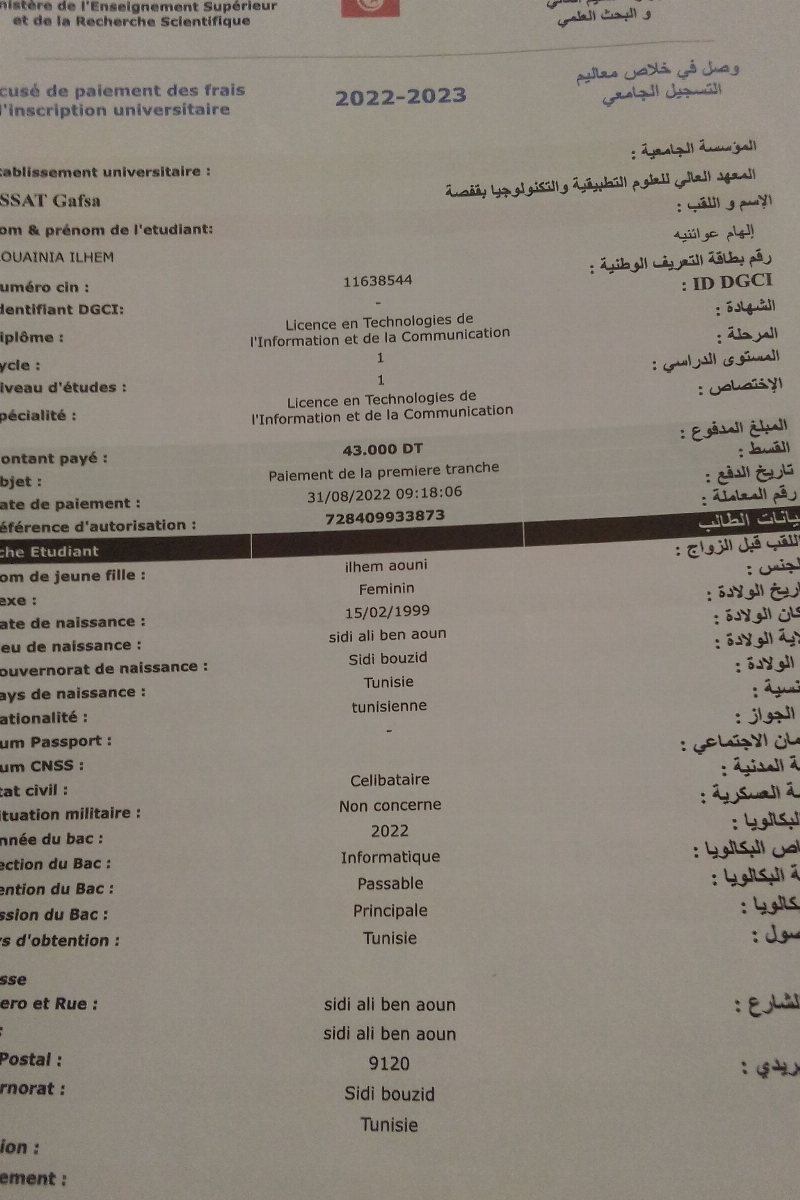 nistère de l'Enseignement Supérieur
et de la Recherche Scientifique
و البحث العلمي
cusé de paiement des frais
l'inscription universitaire
2022-2023
وصل في خلاص معاليم
التسجيل الجامعي
المؤسسة الجامعية :
tablissement universitaire :
SSAT Gafsa
المعهد العالي للعلوم التطبيقية والتكنولوجيا بقفصة
الإسم و اللقب :
om & prénom de l'etudiant:
إلهام عوائنيه
OUAINIA ILHEM
رقم بطاقة التعريف الوطنية :
uméro cin : 11638544
ID DGCI :
dentifiant DGCI: -
الشهادة :
iplôme : Licence en Technologies de
l'Information et de la Communication
المرحلة :
ycle : 1
المستوى الدراسي :
iveau d'études : 1
الإختصاص :
pécialité : Licence en Technologies de
l'Information et de la Communication
المبلغ المدفوع :
ontant payé : 43.000 DT
القسط :
bjet : Paiement de la premiere tranche
تاريخ الدفع :
ate de paiement : 31/08/2022 09:18:06
رقم المعاملة :
éférence d'autorisation : 728409933873
che Etudiant
يانات الطالب
om de jeune fille : ilhem aouni
اللقب قبل الزواج :
exe : Feminin
لجنس :
ate de naissance : 15/02/1999
اريخ الولادة :
ieu de naissance : sidi ali ben aoun
كان الولادة :
ouvernorat de naissance : Sidi bouzid
لاية الولادة :
ays de naissance : Tunisie
الولادة :
ationalité : tunisienne
نسية :
um Passport : -
الجواز :
um CNSS :
مان الاجتماعي :
tat civil : Celibataire
ة المدنية :
ituation militaire : Non concerne
ة العسكرية :
nnée du bac : 2022
لبكالويا :
ection du Bac : Informatique
اص البكالويا :
ention du Bac : Passable
ة البكالويا :
ssion du Bac : Principale
كالويا :
ys d'obtention : Tunisie
صول :
sse
ero et Rue : sidi ali ben aoun
لشارع :
: sidi ali ben aoun
Postal : 9120
ريدي :
rnorat : Sidi bouzid
Tunisie
ion :
ement :